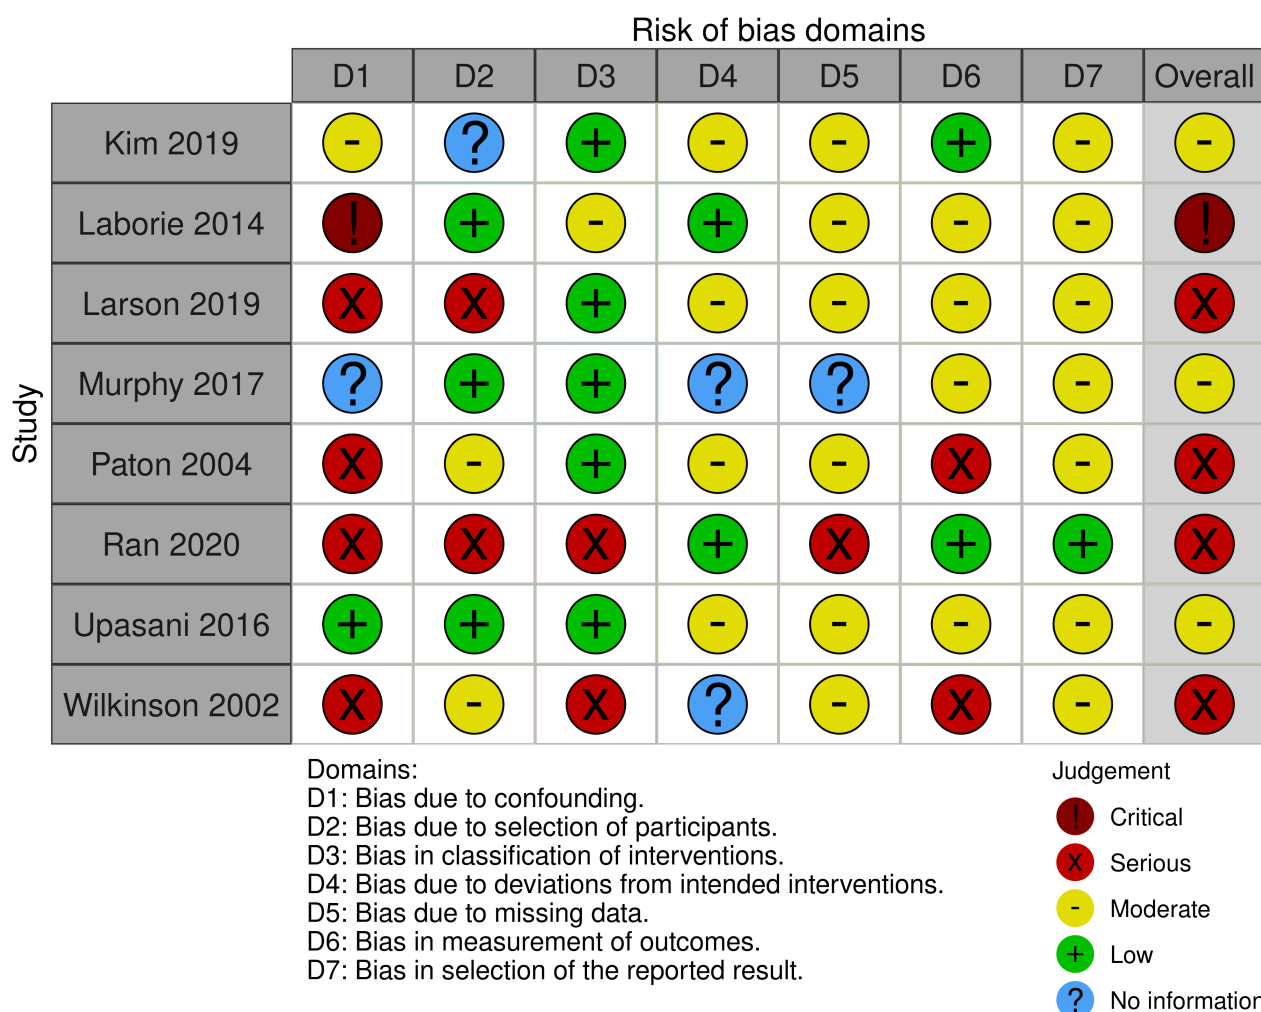 Risk of bias domains
D1 D2 D3 D4 D5 D6 D7 Overall
Study
Kim 2019 - ? + - - + - -
Laborie 2014 ! + - + - - - !
Larson 2019 X X + - - - - X
Murphy 2017 ? + + ? ? - - -
Paton 2004 X - + - - X - X
Ran 2020 X X X + X + + X
Upasani 2016 + + + - - - - -
Wilkinson 2002 X - X ? - X - X
Domains:
D1: Bias due to confounding.
D2: Bias due to selection of participants.
D3: Bias in classification of interventions.
D4: Bias due to deviations from intended interventions.
D5: Bias due to missing data.
D6: Bias in measurement of outcomes.
D7: Bias in selection of the reported result.
Judgement
! Critical
X Serious
- Moderate
+ Low
? No information